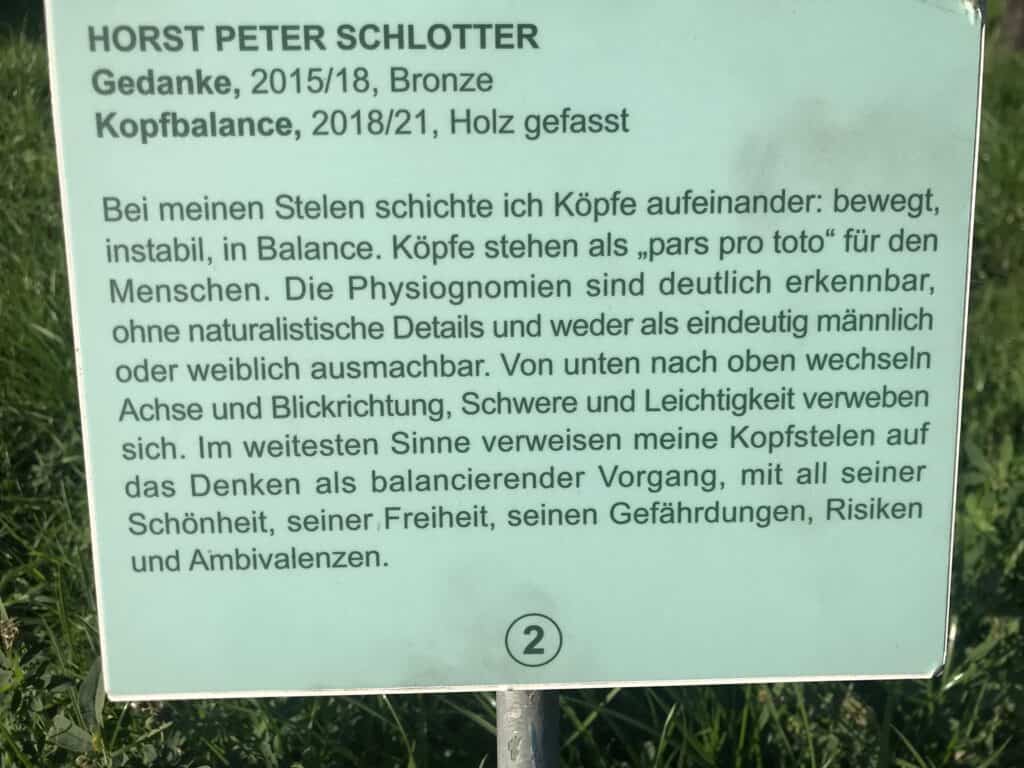 HORST PETER SCHLOTTER
Gedanke, 2015/18, Bronze
Kopfbalance, 2018/21, Holz gefasst
Bei meinen Stelen schichte ich Köpfe aufeinander: bewegt,
instabil, in Balance. Köpfe stehen als „pars pro toto“ für den
Menschen. Die Physiognomien sind deutlich erkennbar,
ohne naturalistische Details und weder als eindeutig männlich
oder weiblich ausmachbar. Von unten nach oben wechseln
Achse und Blickrichtung, Schwere und Leichtigkeit verweben
sich. Im weitesten Sinne verweisen meine Kopfstelen auf
das Denken als balancierender Vorgang, mit all seiner
Schönheit, seiner Freiheit, seinen Gefährdungen, Risiken
und Ambivalenzen.
2